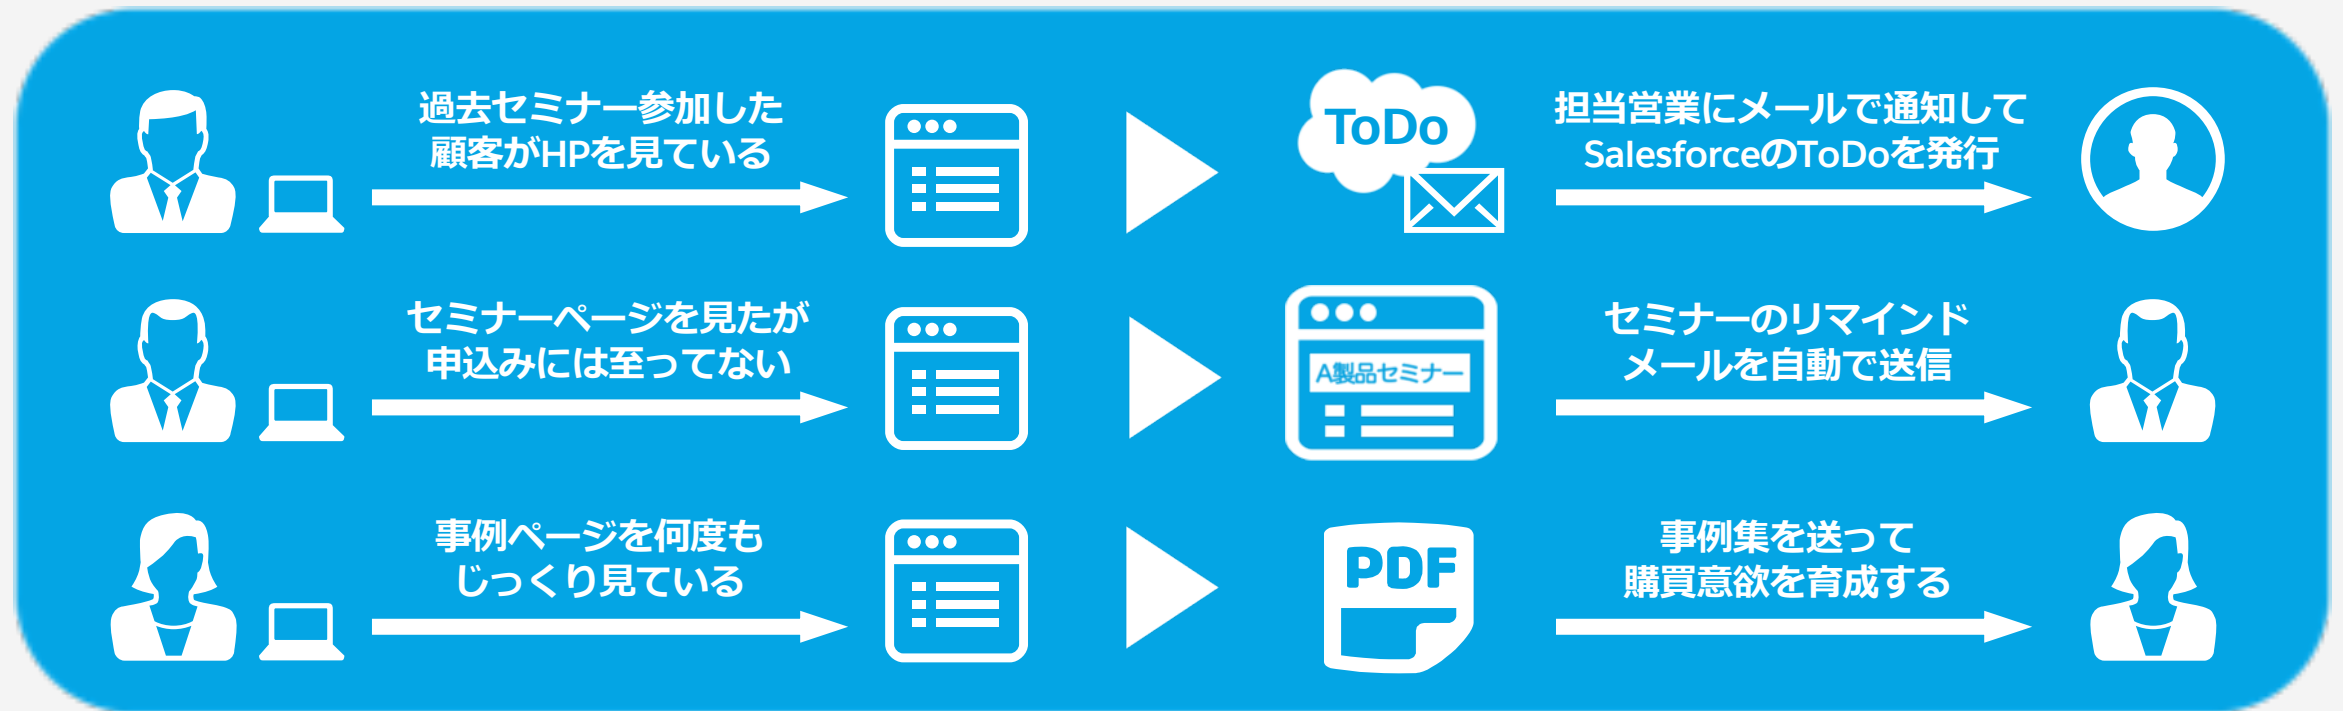 過去セミナー参加した
顧客がHPを見ている
ToDo
担当営業にメールで通知して
SalesforceのToDoを発行
セミナーページを見たが
申込みには至ってない
A製品セミナー
セミナーのリマインド
メールを自動で送信
事例ページを何度も
じっくり見ている
PDF
事例集を送って
購買意欲を育成する